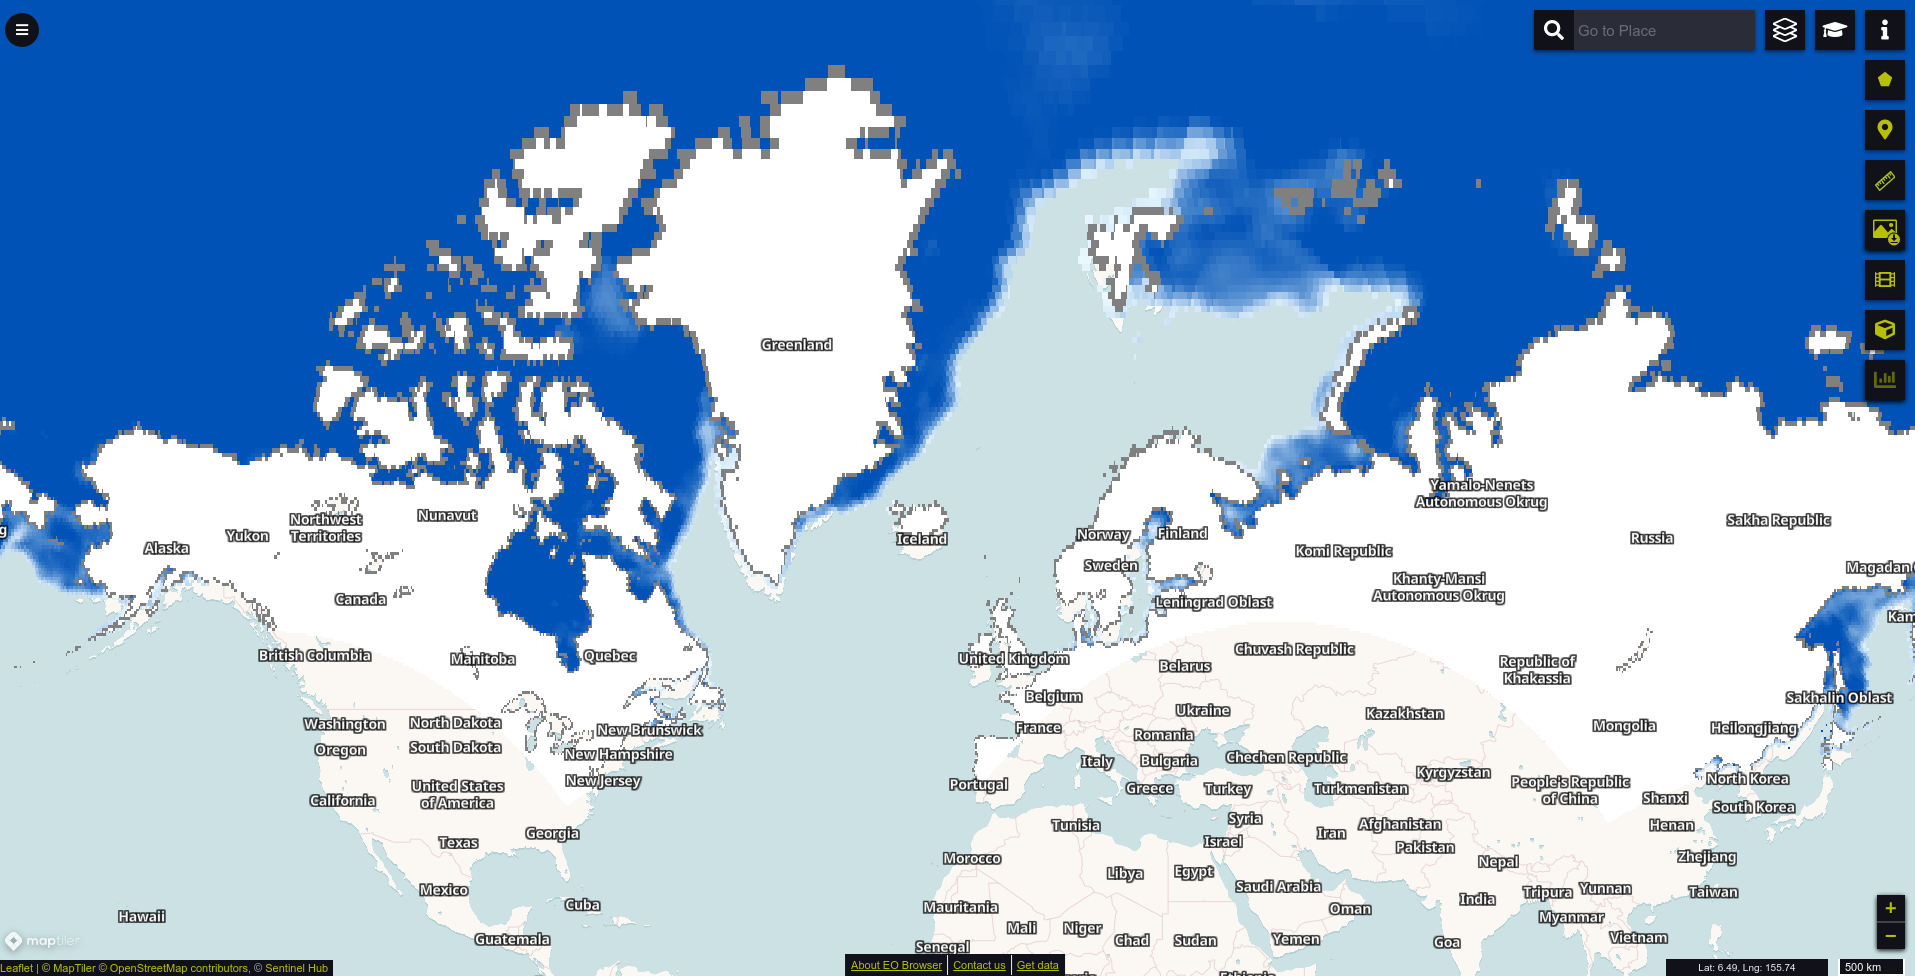 Go to Place
Greenland
Yamalo-Nenets
Autonomous Okrug
Nunavut
Northwest
Territories
Sakha Republic
g
Yukon
Norway
Finland
Iceland
Russia
Alaska
Komi Republic
Sweden
Magadan
Khanty-Mansi
Autonomous Okrug
Canada
Leningrad Oblast
Kam
British Columbia
Manitoba
Quebec
United Kingdom
Belarus
Chuvash Republic
Republic of
Khakassia
Belgium
Sakhalin Oblast
Ukraine
Kazakhstan
Washington
North Dakota
New Brunswick
France
Romania
Mongolia
Heilongjiang
Oregon
South Dakota
New Hampshire
Italy
Bulgaria
Chechen Republic
Kyrgyzstan
New Jersey
Portugal
Greece
Turkey
Turkmenistan
People's Republic
of China
North Korea
United States
of America
California
Shanxi
South Korea
Syria
Afghanistan
Georgia
Tunisia
Iran
Henan
Texas
Israel
Pakistan
Morocco
Nepal
Zhejiang
Libya
Egypt
Saudi Arabia
Mexico
India
Tripura
Yunnan
Taiwan
Cuba
Mauritania
Oman
Hawaii
Myanmar
Mali
Niger
Chad
Sudan
Yemen
Goa
Vietnam
Guatemala
Senegal
maptiler
+
−
Leaflet | © MapTiler © OpenStreetMap contributors, © Sentinel Hub
About EO Browser
Contact us
Get data
Lat: 6.49, Lng: 155.74
500 km